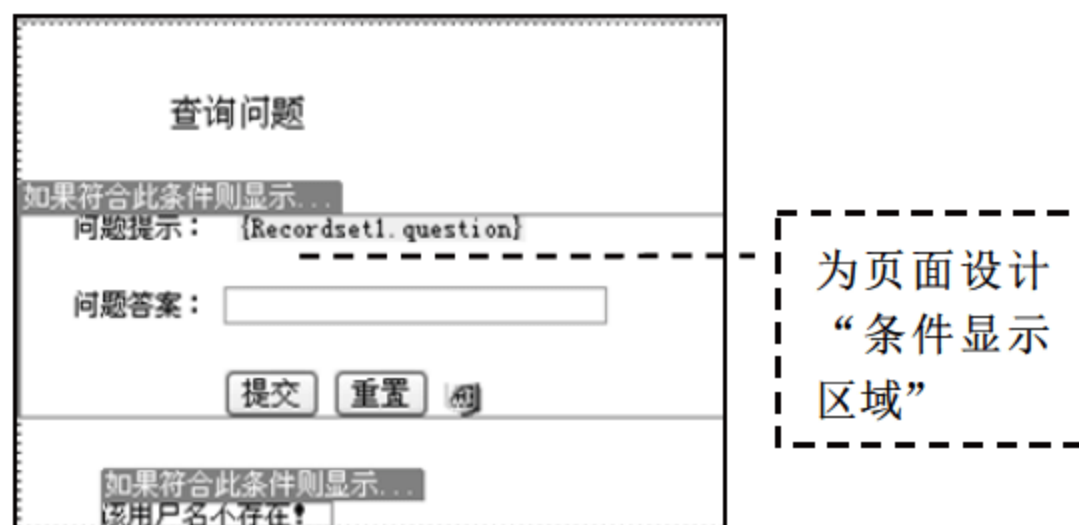 查询问题
如果符合此条件则显示...
问题提示： {Recordset1.question}
问题答案：
提交 重置
为页面设计
“条件显示
区域”
如果符合此条件则显示...
该用户名不存在！